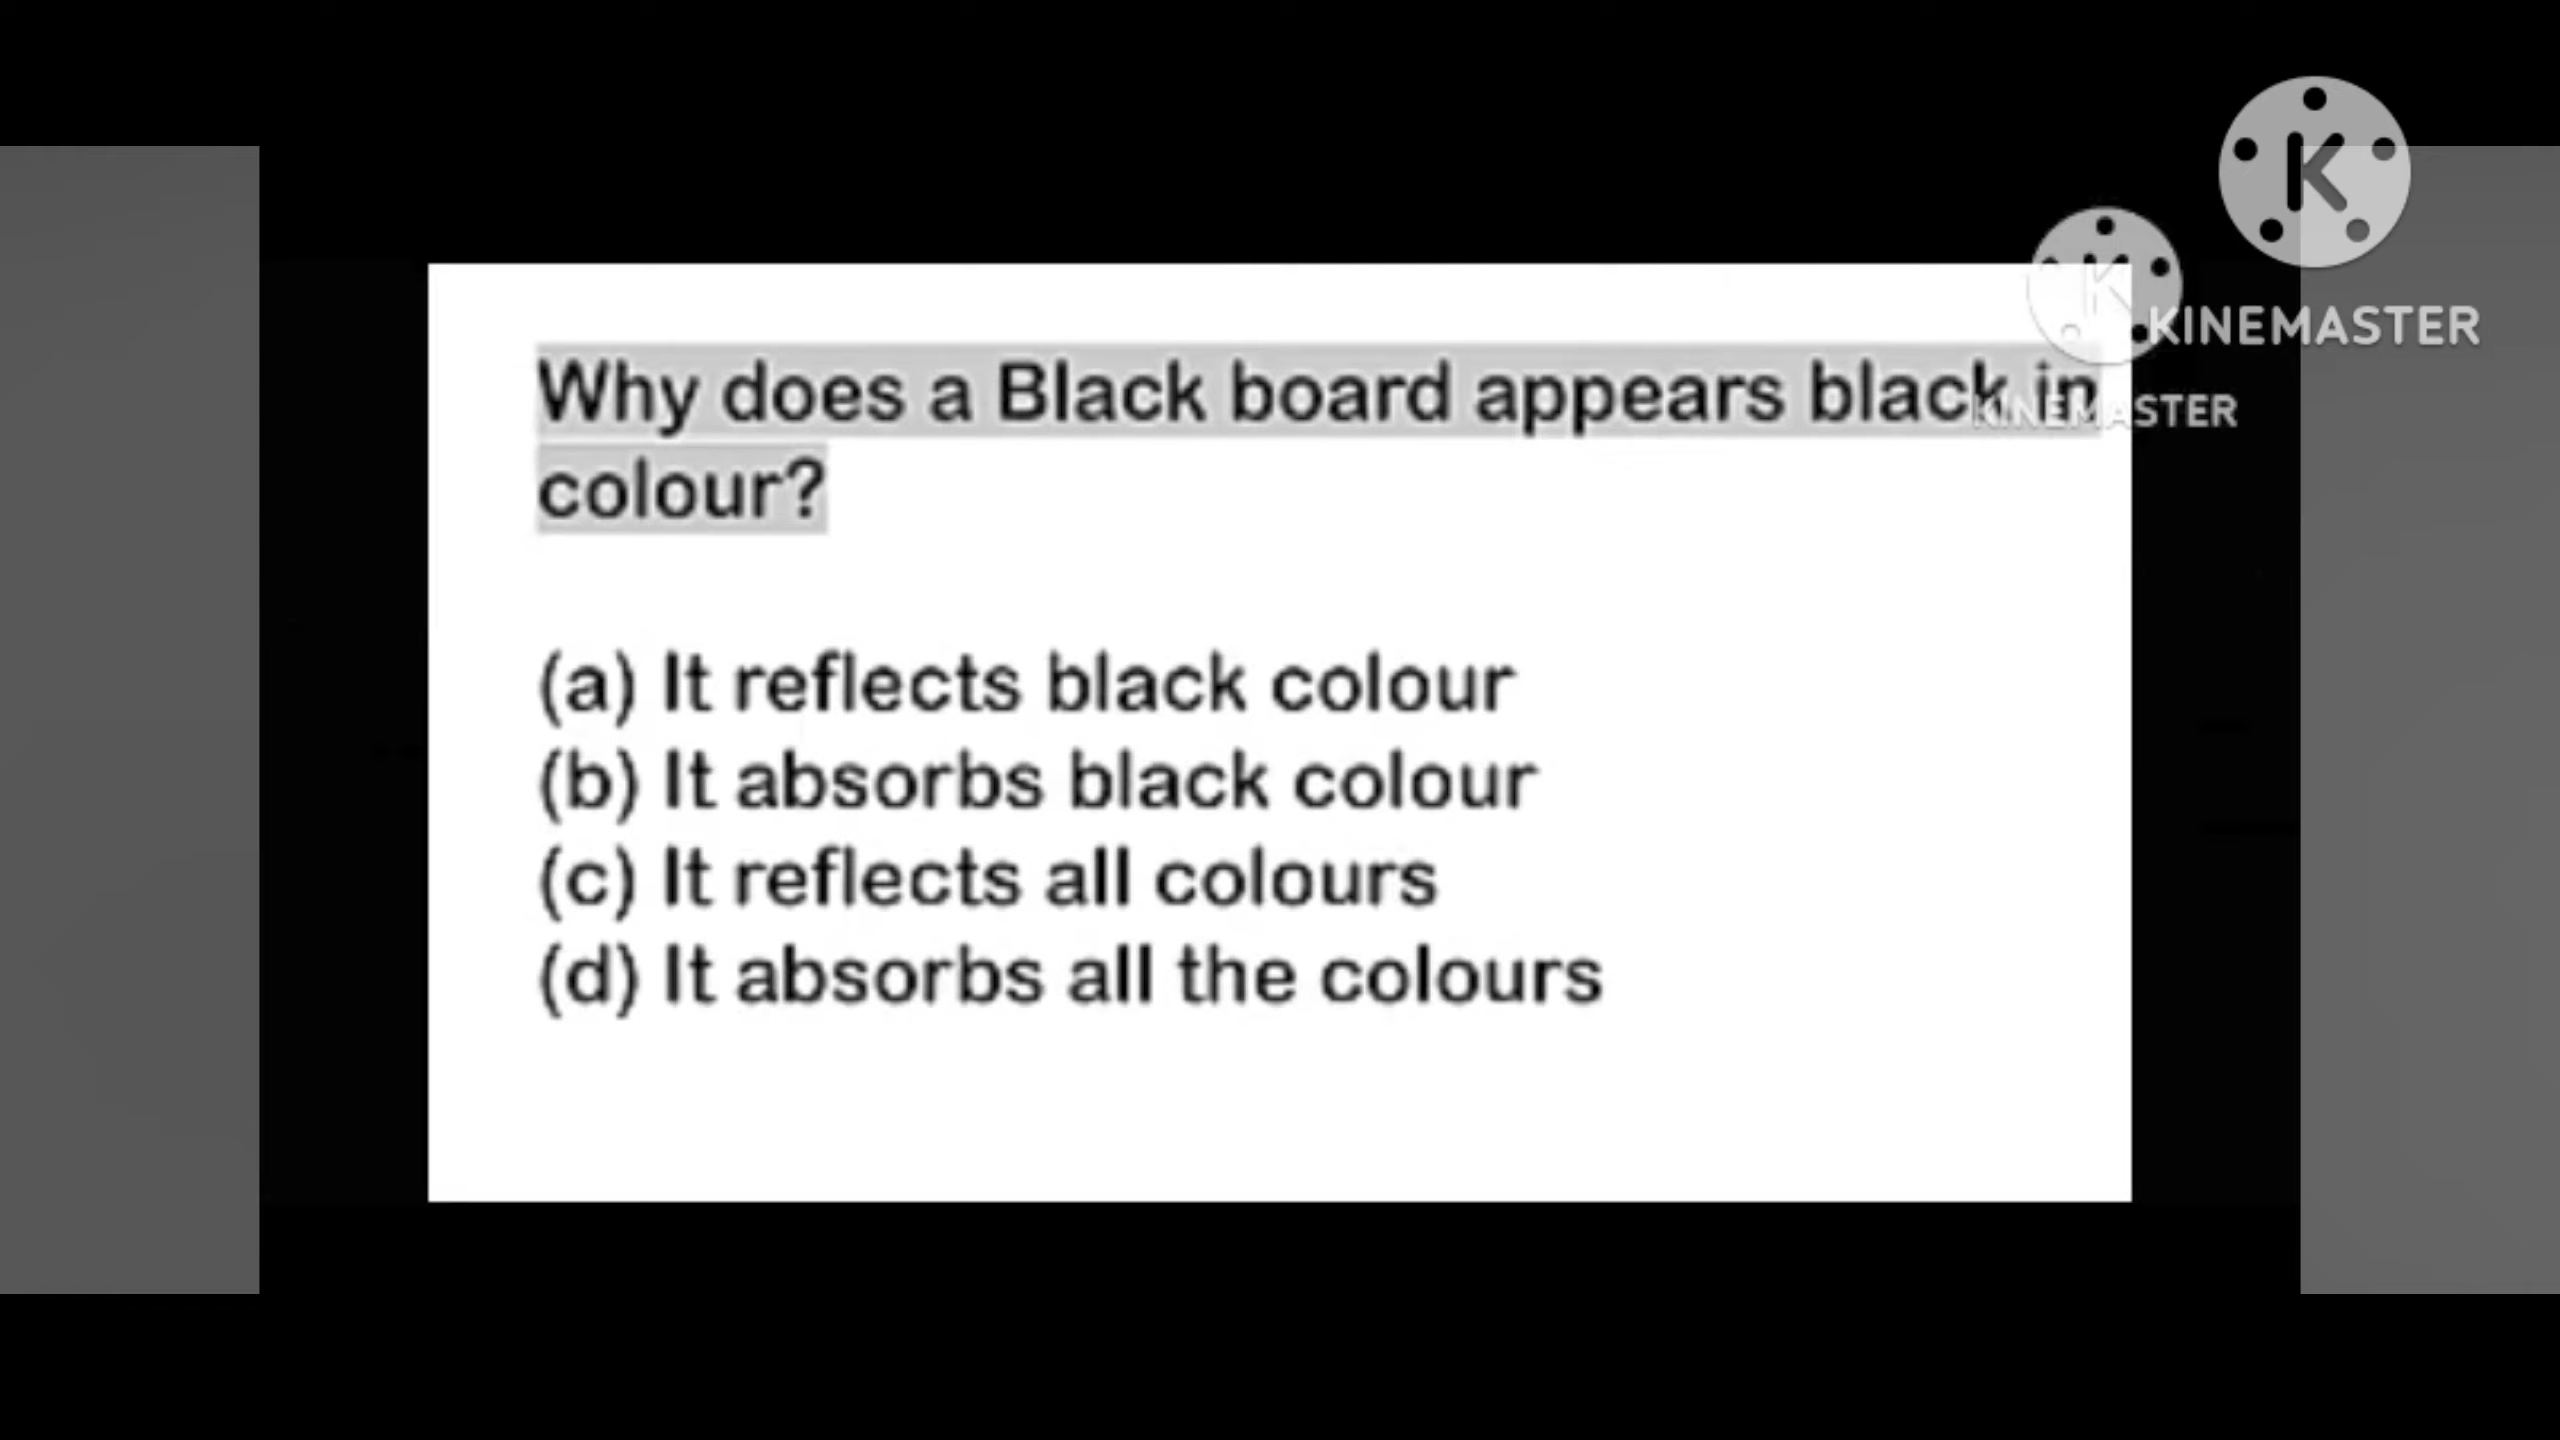 KINEMASTER
KINEMASTER
Why does a Black board appears black in
colour?
(a) It reflects black colour
(b) It absorbs black colour
(c) It reflects all colours
(d) It absorbs all the colours